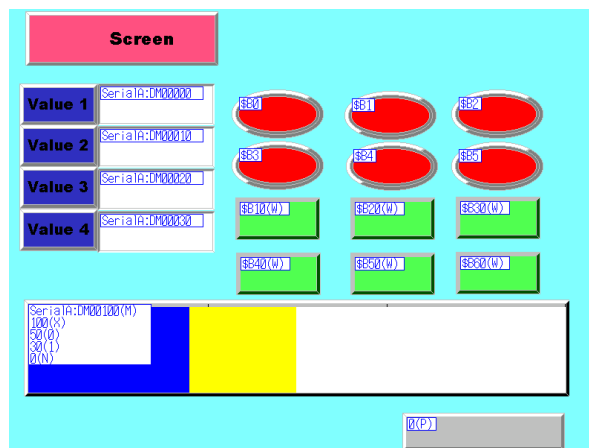 Screen
Value 1
SerialA:DM00000
Value 2
SerialA:DM00010
Value 3
SerialA:DM00020
Value 4
SerialA:DM00030
$B0
$B1
$B2
$B3
$B4
$B5
$B10(W)
$B20(W)
$B30(W)
$B40(W)
$B50(W)
$B60(W)
SerialA:DM00100(M)
100(X)
50(0)
30(1)
0(N)
0(P)